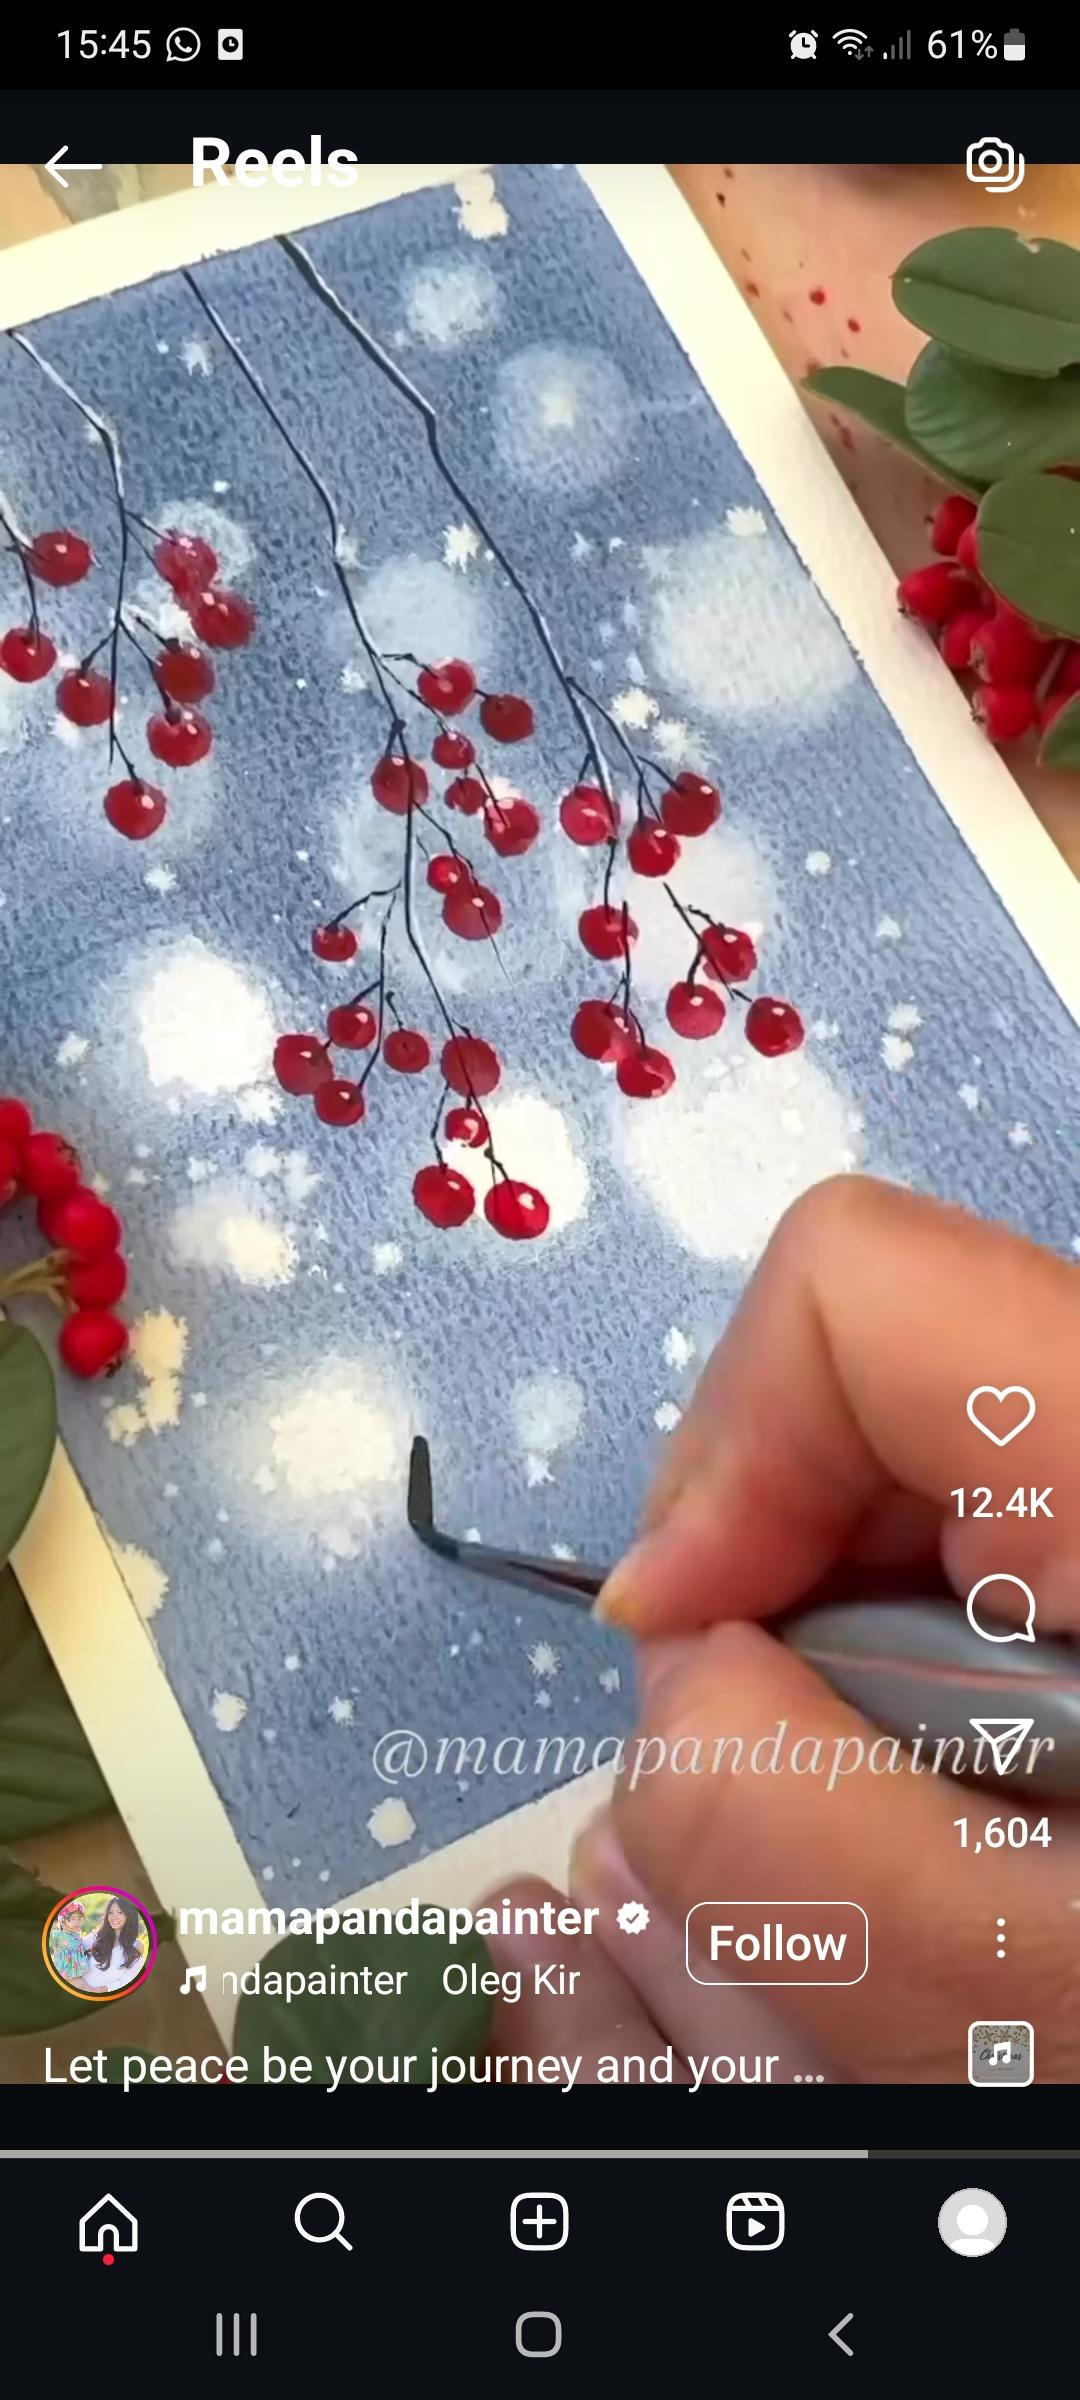 15:45
61%
Reels
12.4K
@mamapandapainter
1,604
mamapandapainter
Follow
ndapainter Oleg Kir
Let peace be your journey and your ...